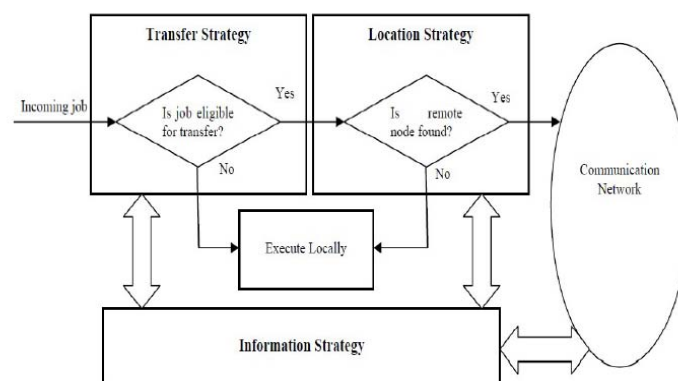 Transfer Strategy
Location Strategy
Incoming job
Is job eligible
for transfer?
Yes
No
Is remote
node found?
Yes
No
Communication
Network
Execute Locally
Information Strategy